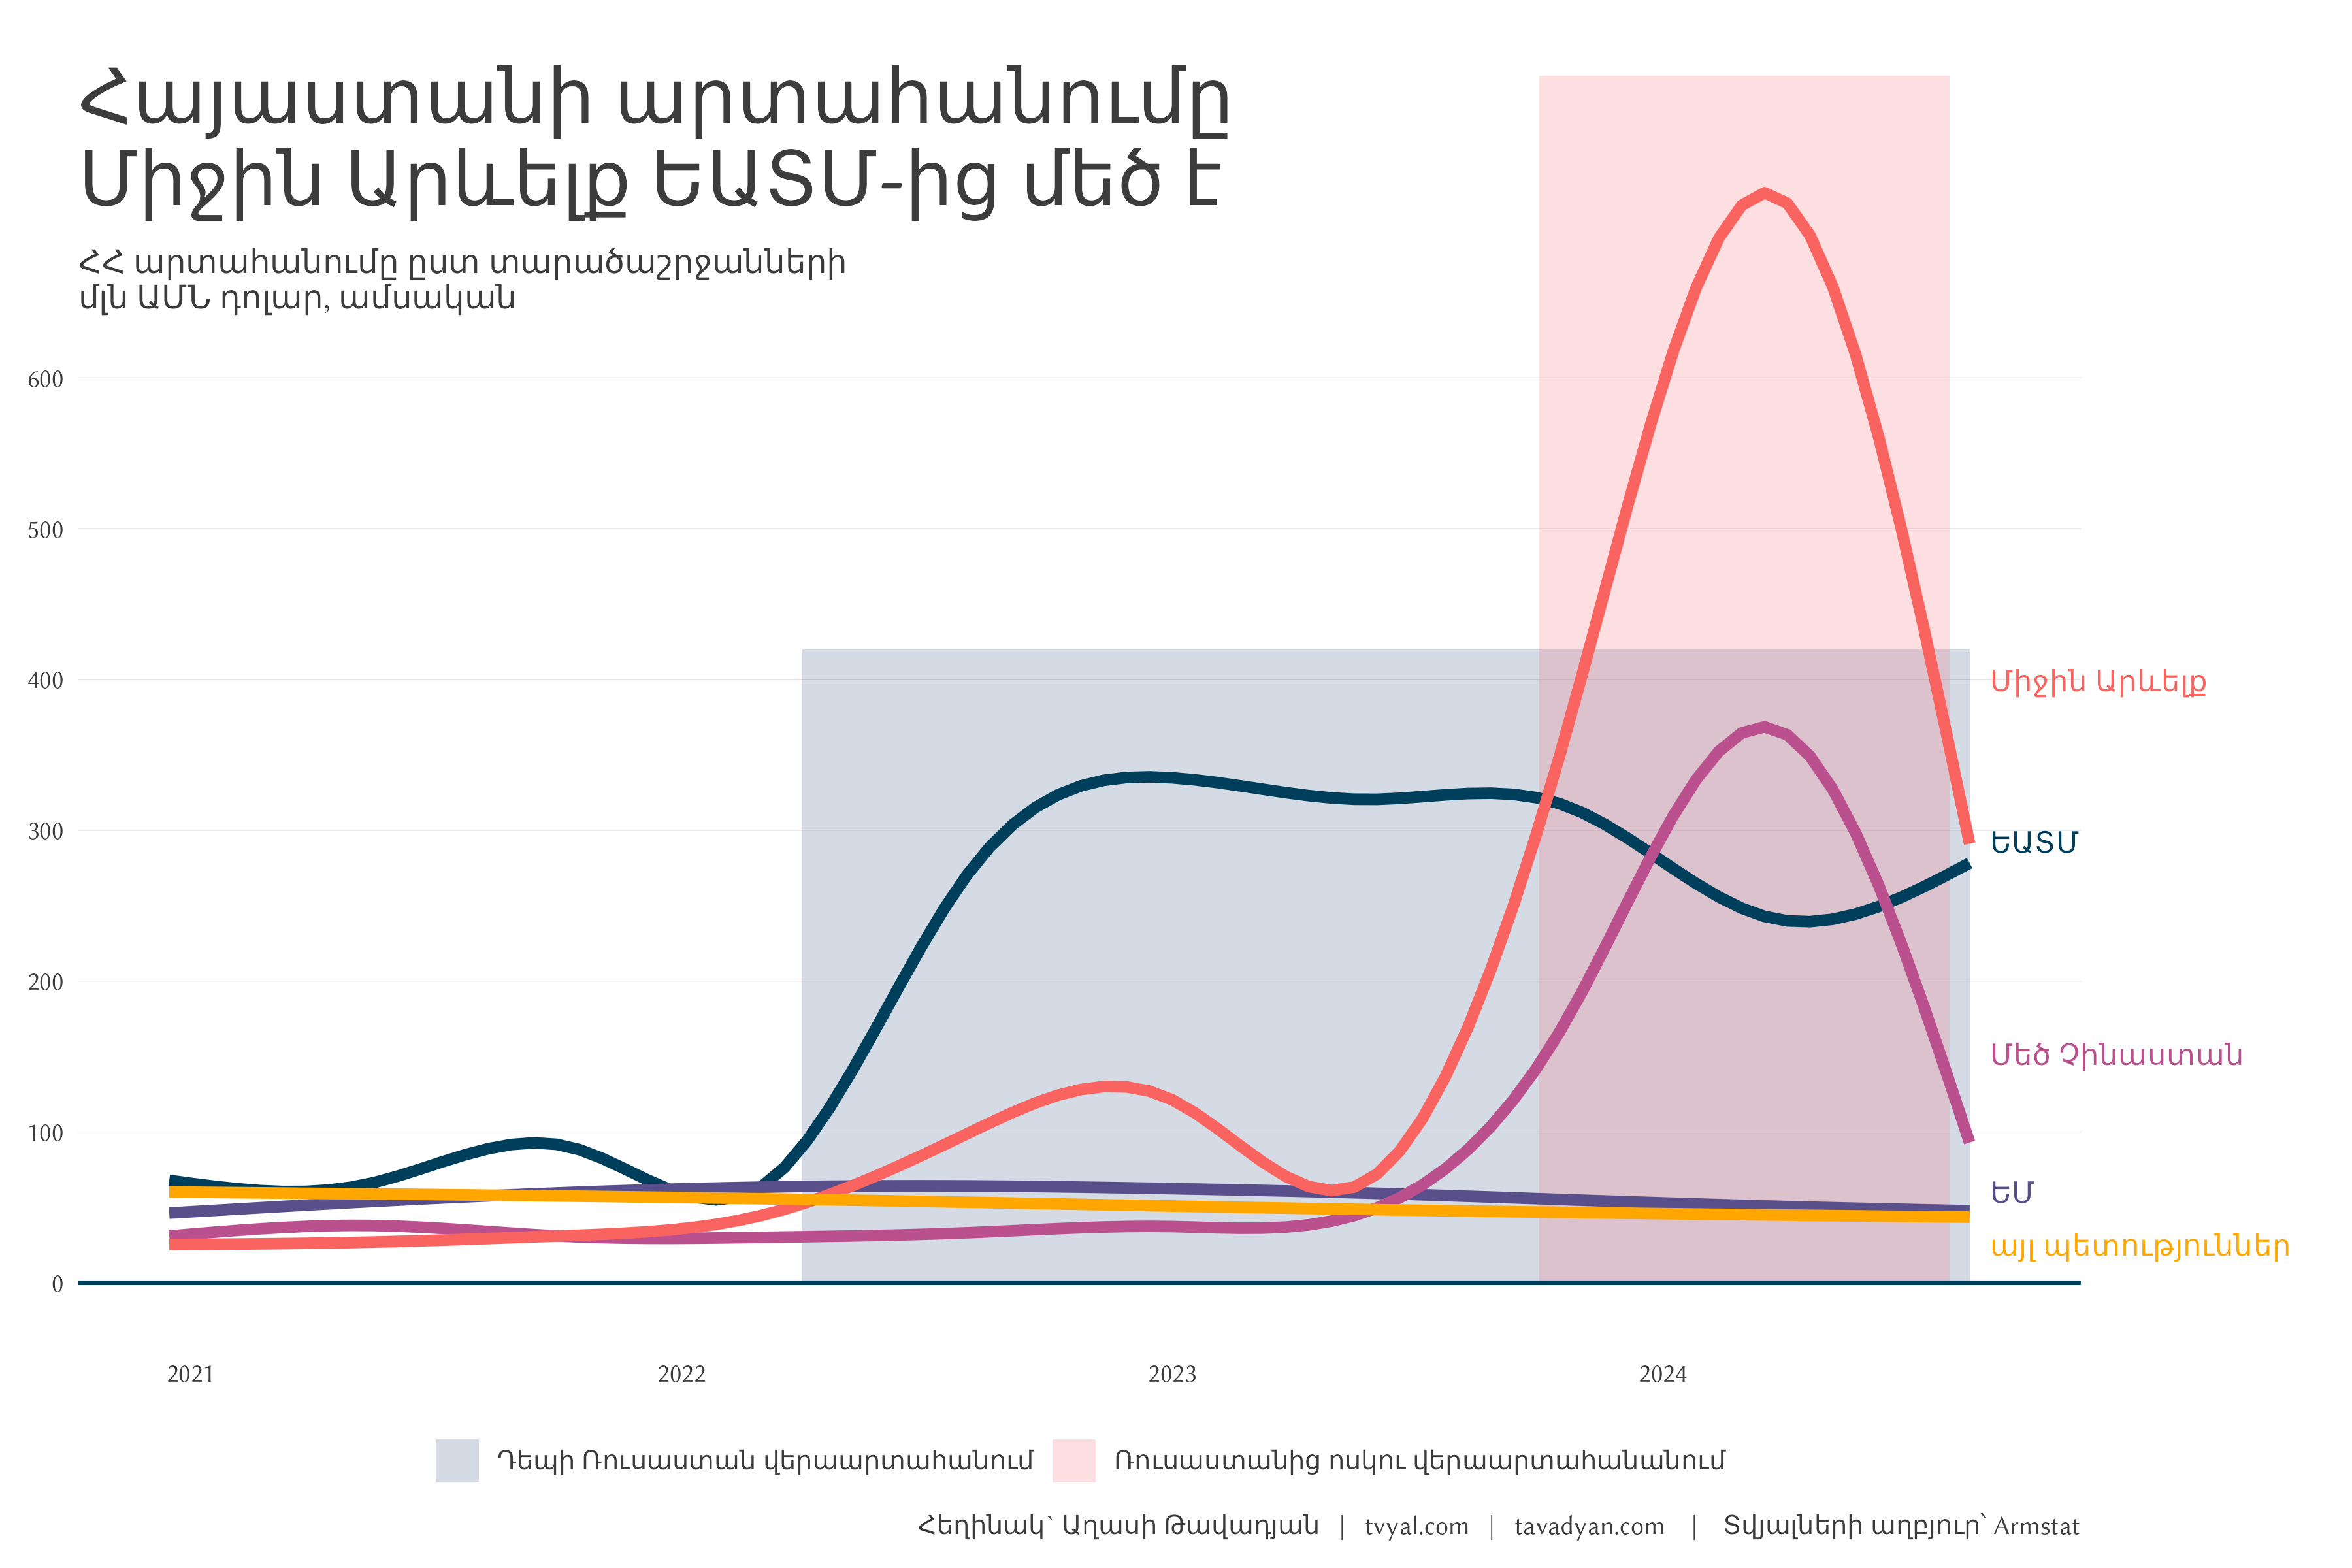 Հայաստանի արտահանումը
Միջին Արևելք ԵԱՏՄ-ից մեծ է
ՀՀ արտահանումը ըստ տարածաշրջանների
մլն ԱՄՆ դոլար, ամսական
600
500
400
Միջին Արևելք
300
ԵԱՏՄ
200
Մեծ Չինաստան
100
ԵՄ
այլ պետություններ
0
2021 2022 2023 2024
Դեպի Ռուսաստան վերաարտահանում Ռուսաստանից ոսկու վերաարտահանանում
Հեղինակ՝ Աղասի Թավադյան | tvyal.com | tavadyan.com | Տվյալների աղբյուր՝ Armstat